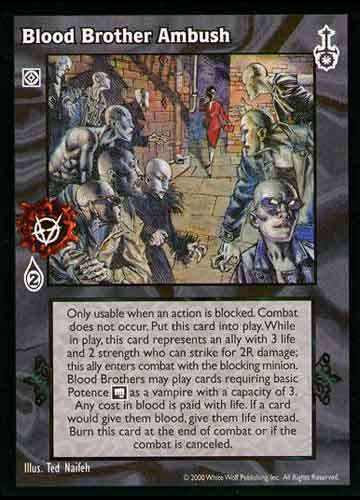 Blood Brother Ambush
2
Only usable when an action is blocked. Combat
does not occur. Put this card into play. While
in play, this card represents an ally with 3 life
and 2 strength who can strike for 2R damage;
this ally enters combat with the blocking minion.
Blood Brothers may play cards requiring basic
Potence as a vampire with a capacity of 3.
Any cost in blood is paid with life. If a card
would give them blood, give them life instead.
Burn this card at the end of combat or if the
combat is canceled.
Illus. Ted Naifeh
© 2000 White Wolf Publishing, Inc. All Rights Reserved.